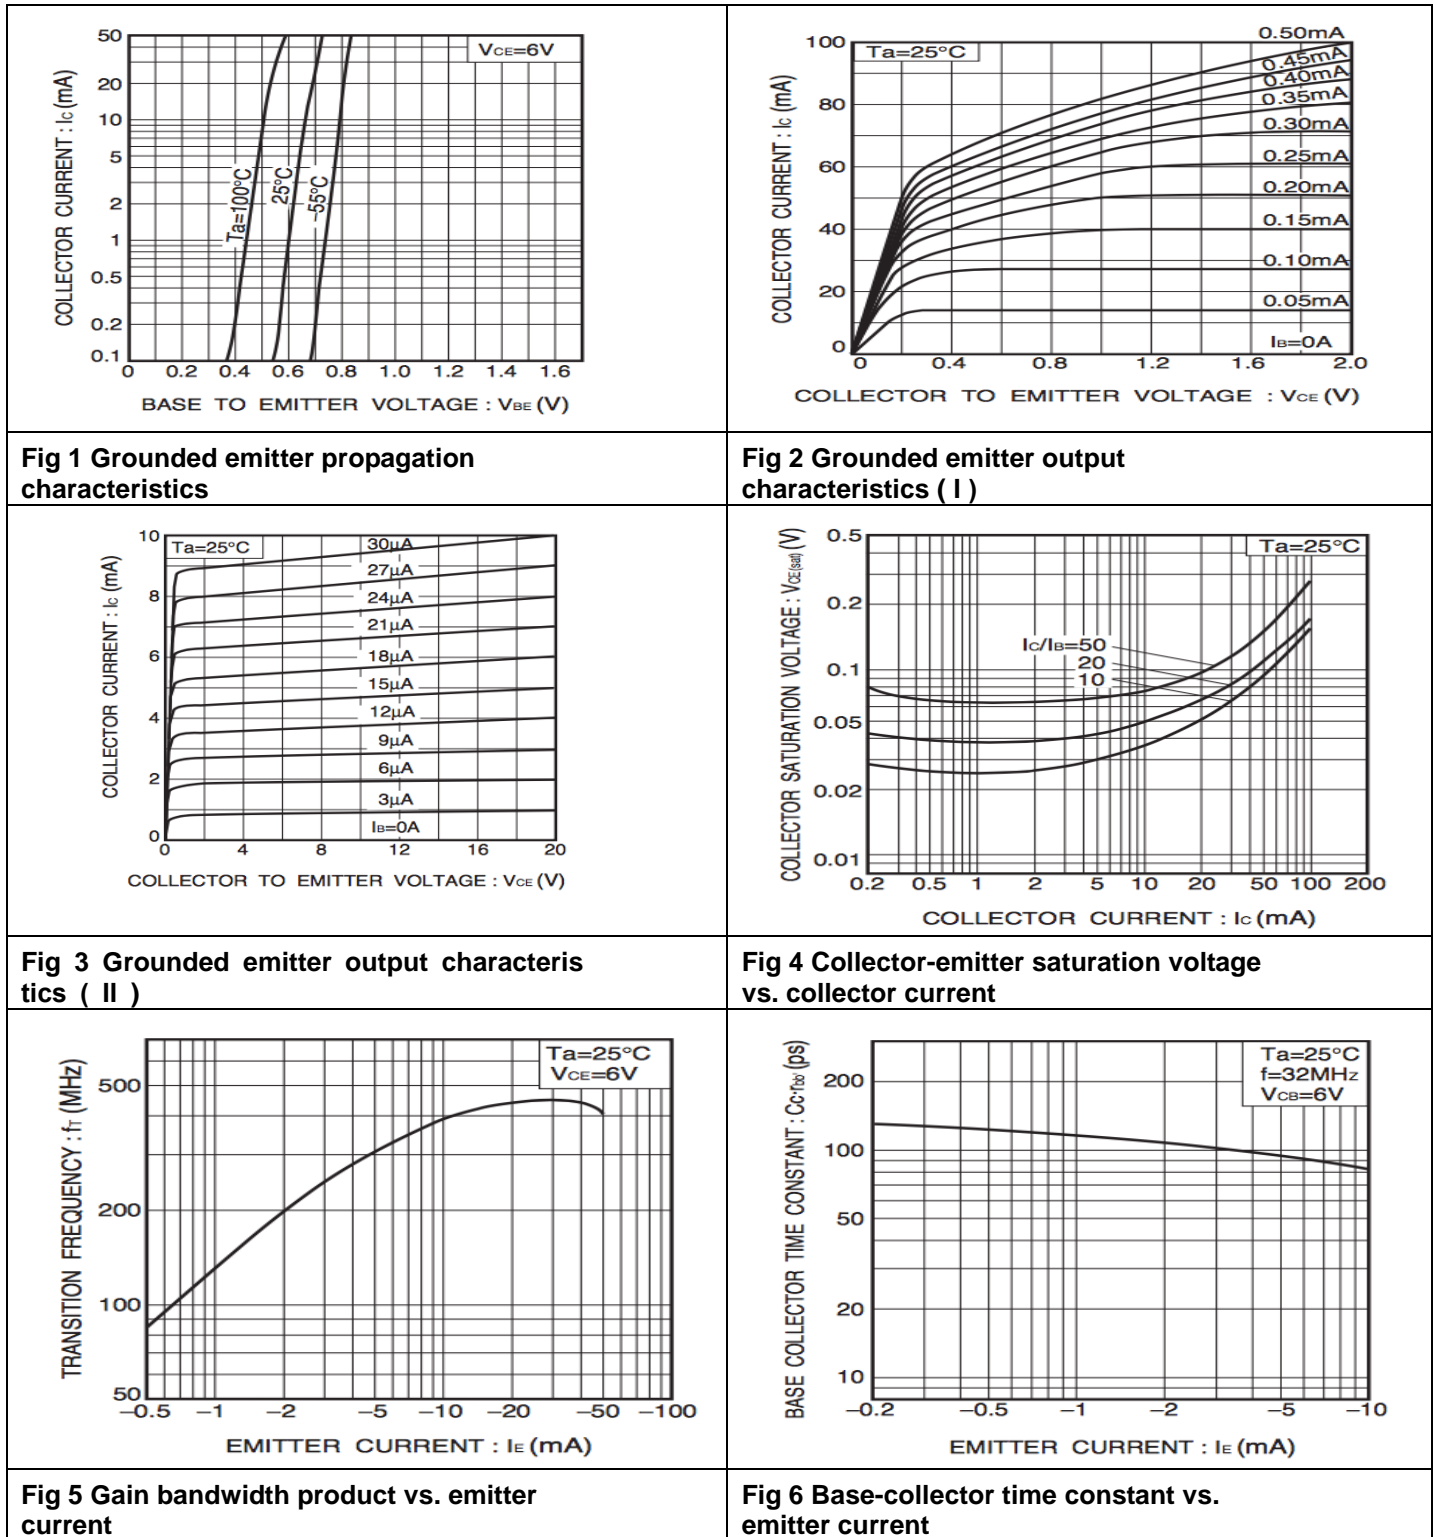 50
20
10
5
2
1
0.5
0.2
0.1
0 0.2 0.4 0.6 0.8 1.0 1.2 1.4 1.6
COLLECTOR CURRENT : IC (mA)
VCE=6V
Ta=100°C
25°C
−55°C
BASE TO EMITTER VOLTAGE : VBE (V)
Fig 1 Grounded emitter propagation
characteristics
100
80
60
40
20
0
0 0.4 0.8 1.2 1.6 2.0
COLLECTOR CURRENT : IC (mA)
Ta=25°C
0.50mA
0.45mA
0.40mA
0.35mA
0.30mA
0.25mA
0.20mA
0.15mA
0.10mA
0.05mA
IB=0A
COLLECTOR TO EMITTER VOLTAGE : VCE (V)
Fig 2 Grounded emitter output
characteristics ( I )
10
8
6
4
2
0
0 4 8 12 16 20
COLLECTOR CURRENT : IC (mA)
Ta=25°C
30µA
27µA
24µA
21µA
18µA
15µA
12µA
9µA
6µA
3µA
IB=0A
COLLECTOR TO EMITTER VOLTAGE : VCE (V)
Fig 3 Grounded emitter output characteris
tics ( II )
0.5
0.2
0.1
0.05
0.02
0.01
0.2 0.5 1 2 5 10 20 50 100 200
COLLECTOR SATURATION VOLTAGE : VCE(sat) (V)
Ta=25°C
IC/IB=50
20
10
COLLECTOR CURRENT : IC (mA)
Fig 4 Collector-emitter saturation voltage
vs. collector current
500
200
100
50
−0.5 −1 −2 −5 −10 −20 −50 −100
TRANSITION FREQUENCY : fT (MHz)
Ta=25°C
VCE=6V
EMITTER CURRENT : IE (mA)
Fig 5 Gain bandwidth product vs. emitter
current
200
100
50
20
10
−0.2 −0.5 −1 −2 −5 −10
BASE COLLECTOR TIME CONSTANT : Cc·rbb' (ps)
Ta=25°C
f=32MHz
VCB=6V
EMITTER CURRENT : IE (mA)
Fig 6 Base-collector time constant vs.
emitter current